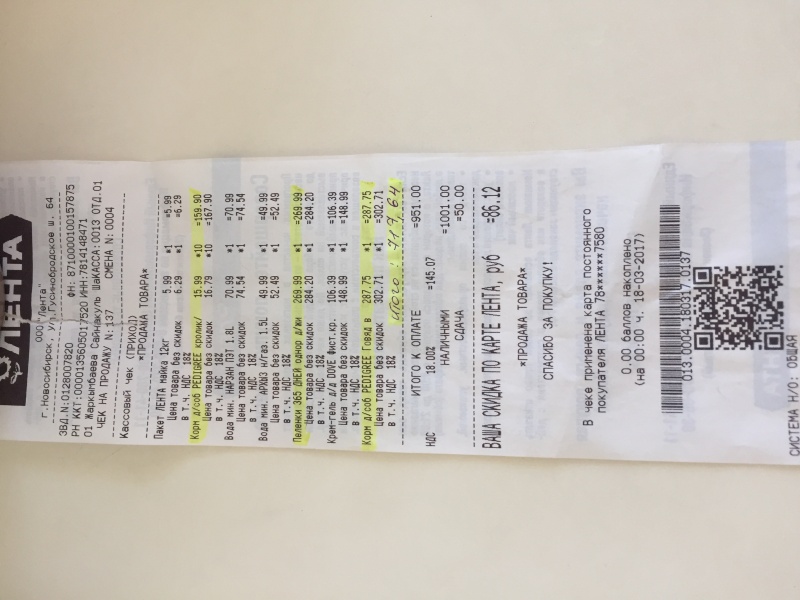 ЛЕНТА
ООО "Лента"
г. Новосибирск, ул. Гусинобродское ш. 64
ЗВД.N:0128007820 ФН: 8710000100157875
РН ККТ:0000135605017520 ИНН:7814148471
01 Жаркынбаева Сайнакуль шаКАССА:0013 ОТД.01
ЧЕК НА ПРОДАЖУ N:137 СМЕНА N:0004
Кассовый чек (ПРИХОД)
*ПРОДАЖА ТОВАРА*
Пакет ЛЕНТА майка 12кг 5.99 *1 =5.99
Цена товара без скидок 6.29 *1 =6.29
В т.ч. НДС 18%
Корм д/соб PEDIGREE кролик/ 15.99 *10 =159.90
Цена товара без скидок 16.79 *10 =167.90
В т.ч. НДС 18%
Вода мин. НАРЗАН ПЭТ 1.8L 70.99 *1 =70.99
Цена товара без скидок 74.54 *1 =74.54
В т.ч. НДС 18%
Вода мин. АРХЫЗ н/газ. 1.5L 49.99 *1 =49.99
Цена товара без скидок 52.49 *1 =52.49
В т.ч. НДС 18%
Пеленки 365 ДНЕЙ однор д/жи 269.99 *1 =269.99
Цена товара без скидок 284.20 *1 =284.20
В т.ч. НДС 18%
Крем-гель д/д DOVE Фист.кр. 106.39 *1 =106.39
Цена товара без скидок 148.99 *1 =148.99
В т.ч. НДС 18%
Корм д/соб PEDIGREE Говяд в 287.75 *1 =287.75
Цена товара без скидок 302.71 *1 =302.71
В т.ч. НДС 18%
Итого: 717,64
ИТОГО К ОПЛАТЕ =951.00
НДС 18.00% =145.07
НАЛИЧНЫМИ =1001.00
СДАЧА =50.00
ВАША СКИДКА ПО КАРТЕ ЛЕНТА, руб =86.12
*ПРОДАЖА ТОВАРА*
СПАСИБО ЗА ПОКУПКУ!
В чеке применена карта постоянного
покупателя ЛЕНТА 78******7580
0.00 баллов накоплено
(на 00:00 ч. 18-03-2017)
013.0004.180317.0137
СИСТЕМА Н/О: ОБЩАЯ